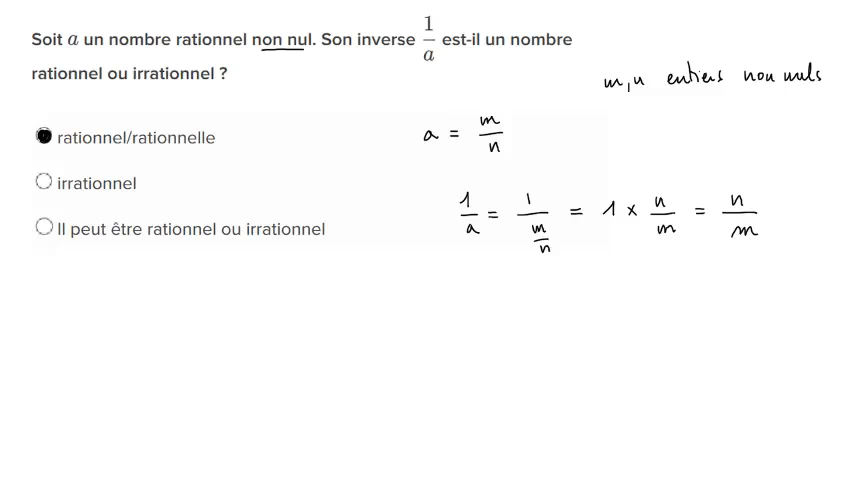 Soit a un nombre rationnel non nul. Son inverse 1/a est-il un nombre
rationnel ou irrationnel ?
m, n entiers non nuls
rationnel/rationnelle
a = m/n
irrationnel
1/a = 1/(m/n) = 1 × n/m = n/m
Il peut être rationnel ou irrationnel